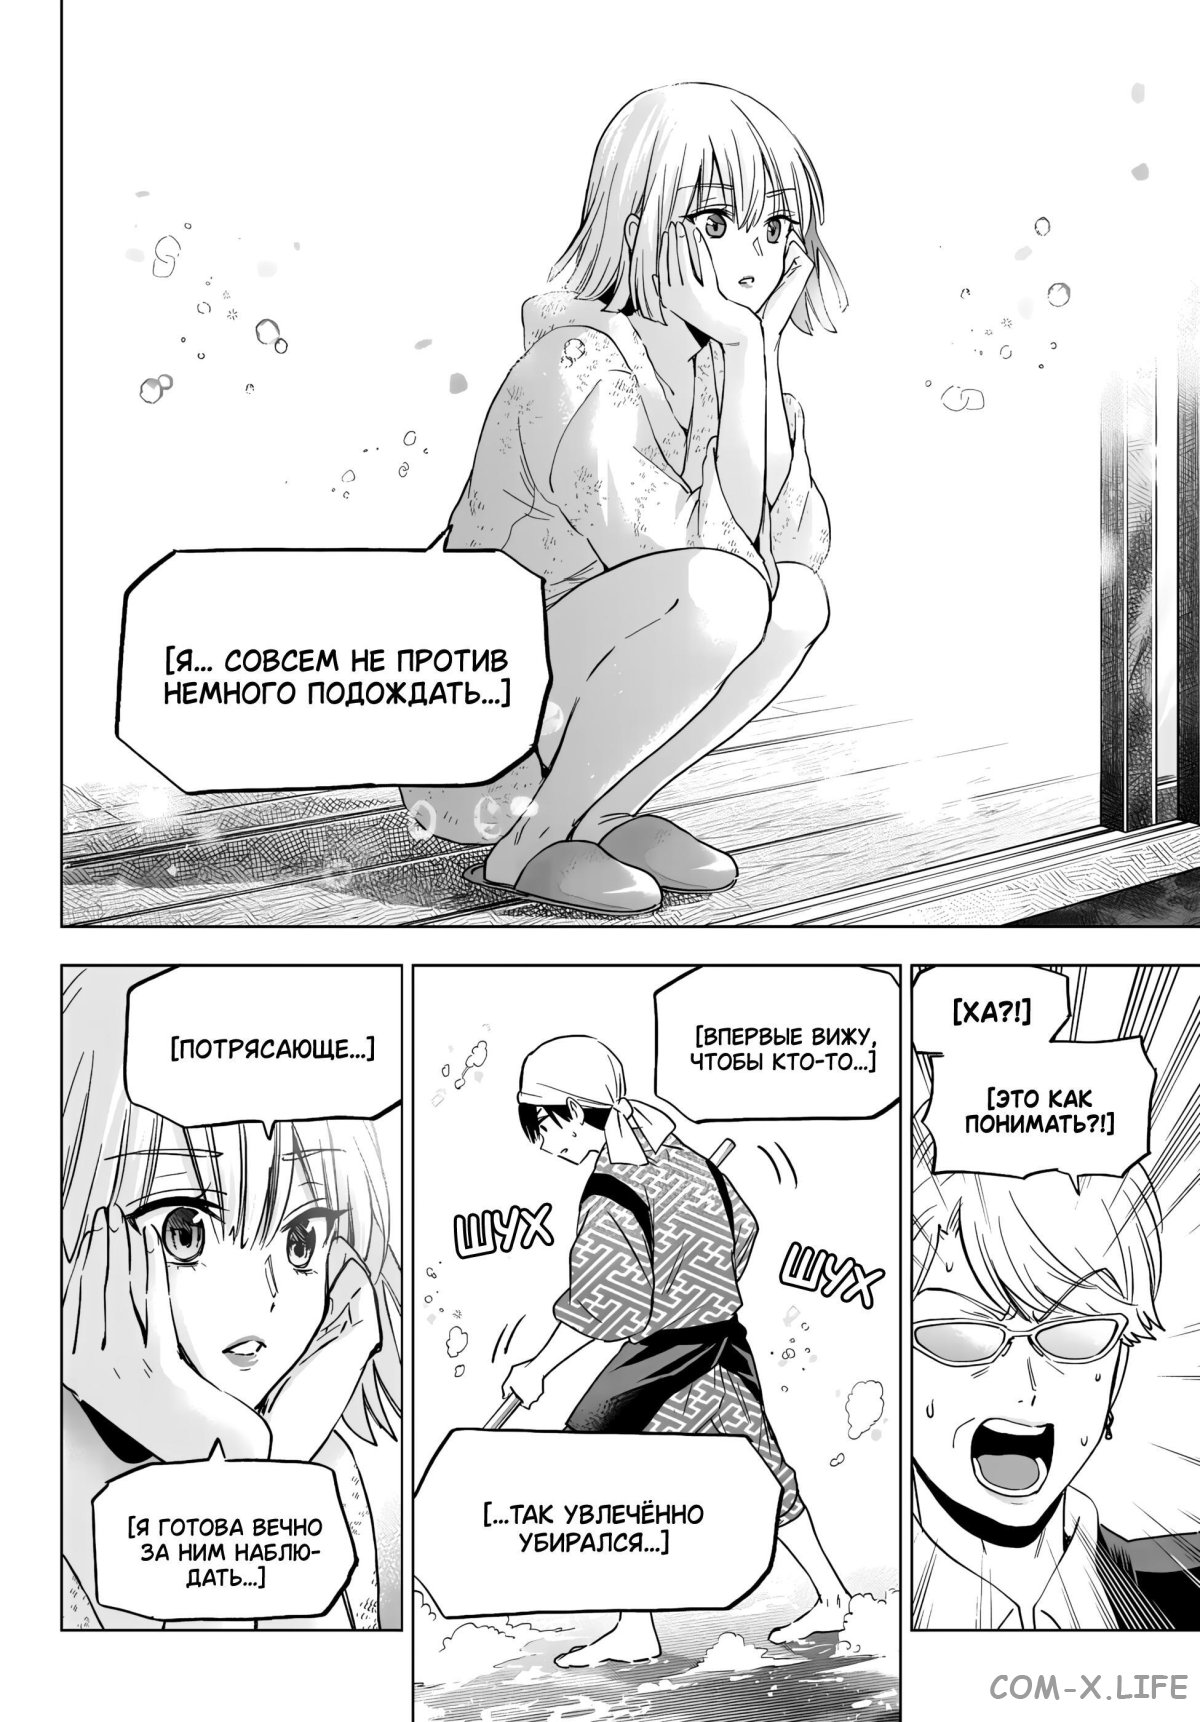 [Я... СОВСЕМ НЕ ПРОТИВ
НЕМНОГО ПОДОЖДАТЬ...]
[ХА?!]
[ЭТО КАК
ПОНИМАТЬ?!]
[ВПЕРВЫЕ ВИЖУ,
ЧТОБЫ КТО-ТО...]
ШУХ
ШУХ
[...ТАК УВЛЕЧЁННО
УБИРАЛСЯ...]
[ПОТРЯСАЮЩЕ...]
[Я ГОТОВА ВЕЧНО
ЗА НИМ НАБЛЮ-
ДАТЬ...]
COM-X.LIFE